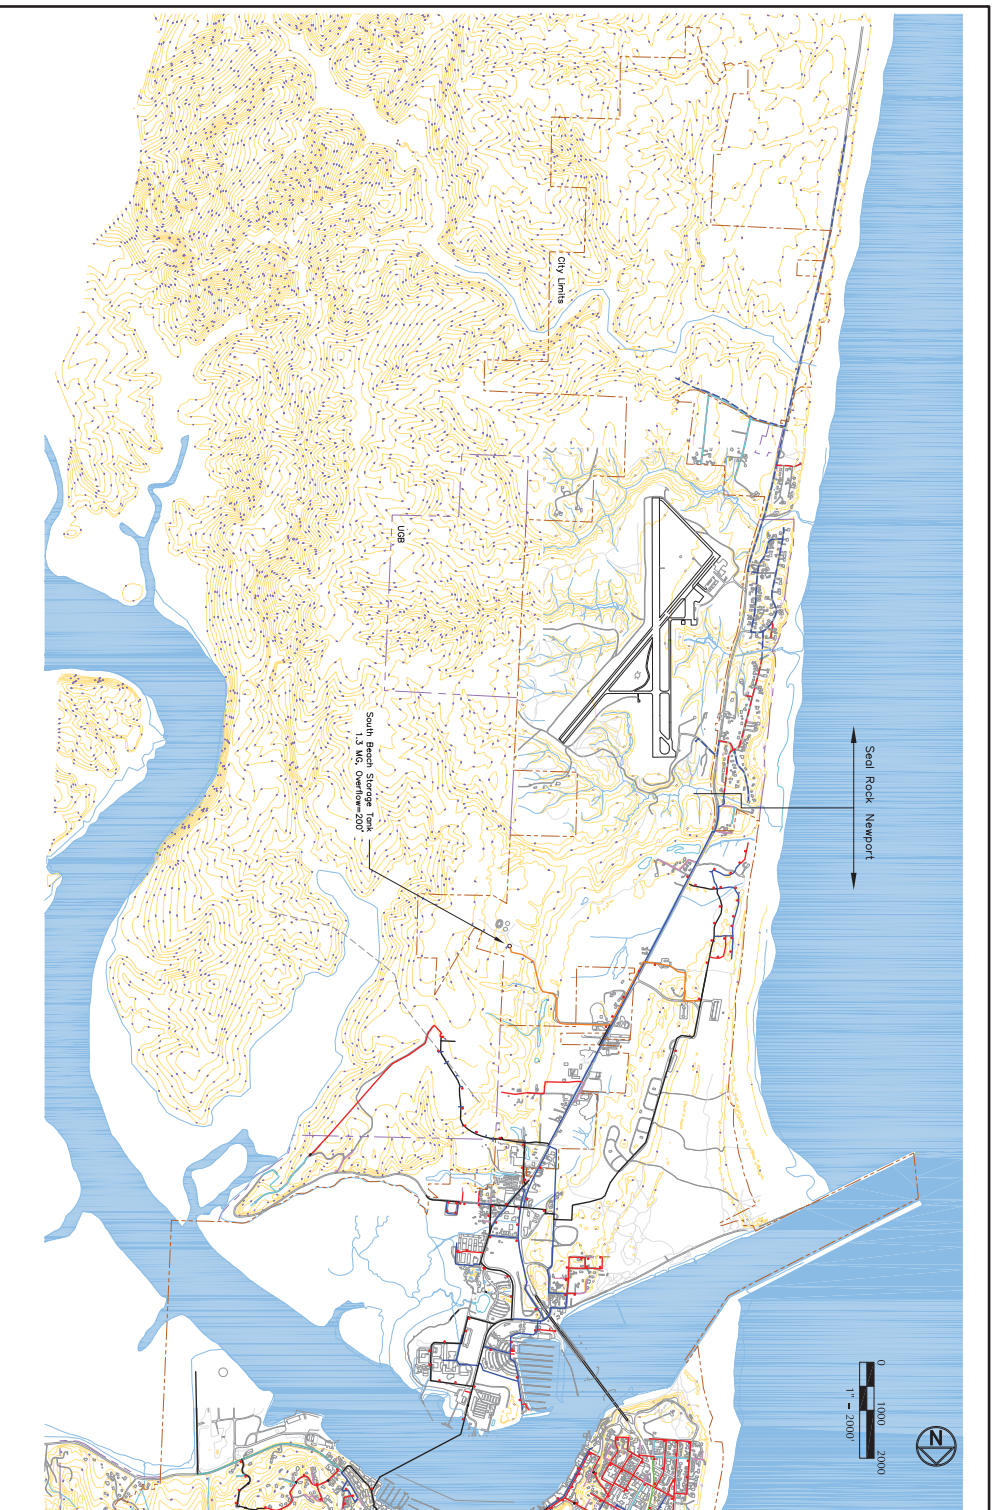 City Limits
UGB
South Beach Storage Tank
1.3 MG, Overflow=200'
Seal Rock Newport
0 1000 2000
1" = 2000'
N